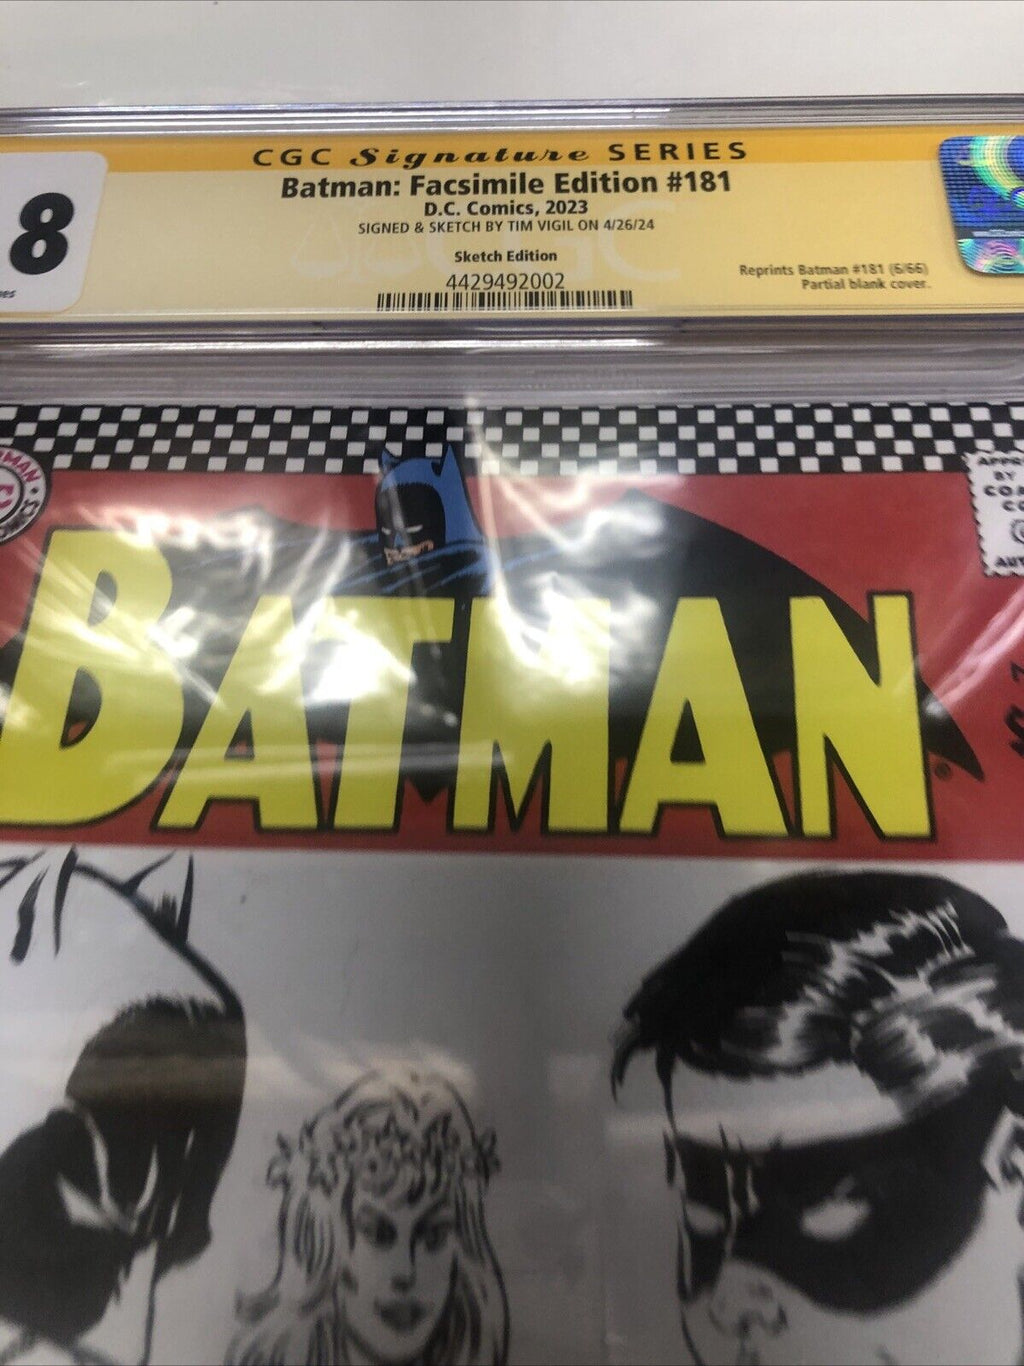 CGC Signature SERIES
Batman: Facsimile Edition #181
D.C. Comics, 2023
SIGNED & SKETCH BY TIM VIGIL ON 4/26/24
Sketch Edition
4429492002
8
Reprints Batman #181 (6/66)
Partial blank cover.
BATMAN